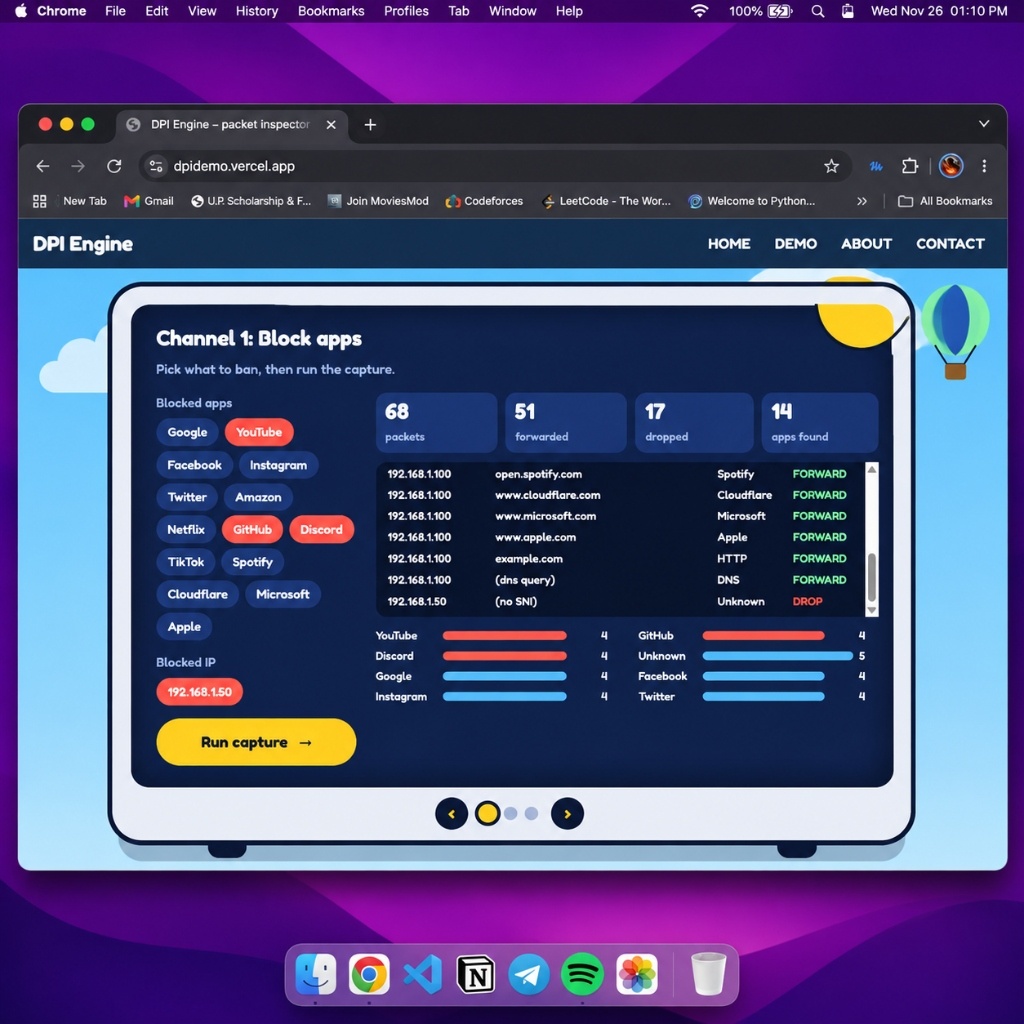 Chrome File Edit View History Bookmarks Profiles Tab Window Help 100% Wed Nov 26 01:10 PM
DPI Engine – packet inspector
dpidemo.vercel.app
New Tab Gmail U.P. Scholarship & F... Join MoviesMod Codeforces LeetCode - The Wor... Welcome to Python... » All Bookmarks
DPI Engine HOME DEMO ABOUT CONTACT
Channel 1: Block apps
Pick what to ban, then run the capture.
Blocked apps
Google YouTube
Facebook Instagram
Twitter Amazon
Netflix GitHub Discord
TikTok Spotify
Cloudflare Microsoft
Apple
Blocked IP
192.168.1.50
Run capture →
68 51 17 14
packets forwarded dropped apps found
192.168.1.100 open.spotify.com Spotify FORWARD
192.168.1.100 www.cloudflare.com Cloudflare FORWARD
192.168.1.100 www.microsoft.com Microsoft FORWARD
192.168.1.100 www.apple.com Apple FORWARD
192.168.1.100 example.com HTTP FORWARD
192.168.1.100 (dns query) DNS FORWARD
192.168.1.50 (no SNI) Unknown DROP
YouTube 4 GitHub 4
Discord 4 Unknown 5
Google 4 Facebook 4
Instagram 4 Twitter 4